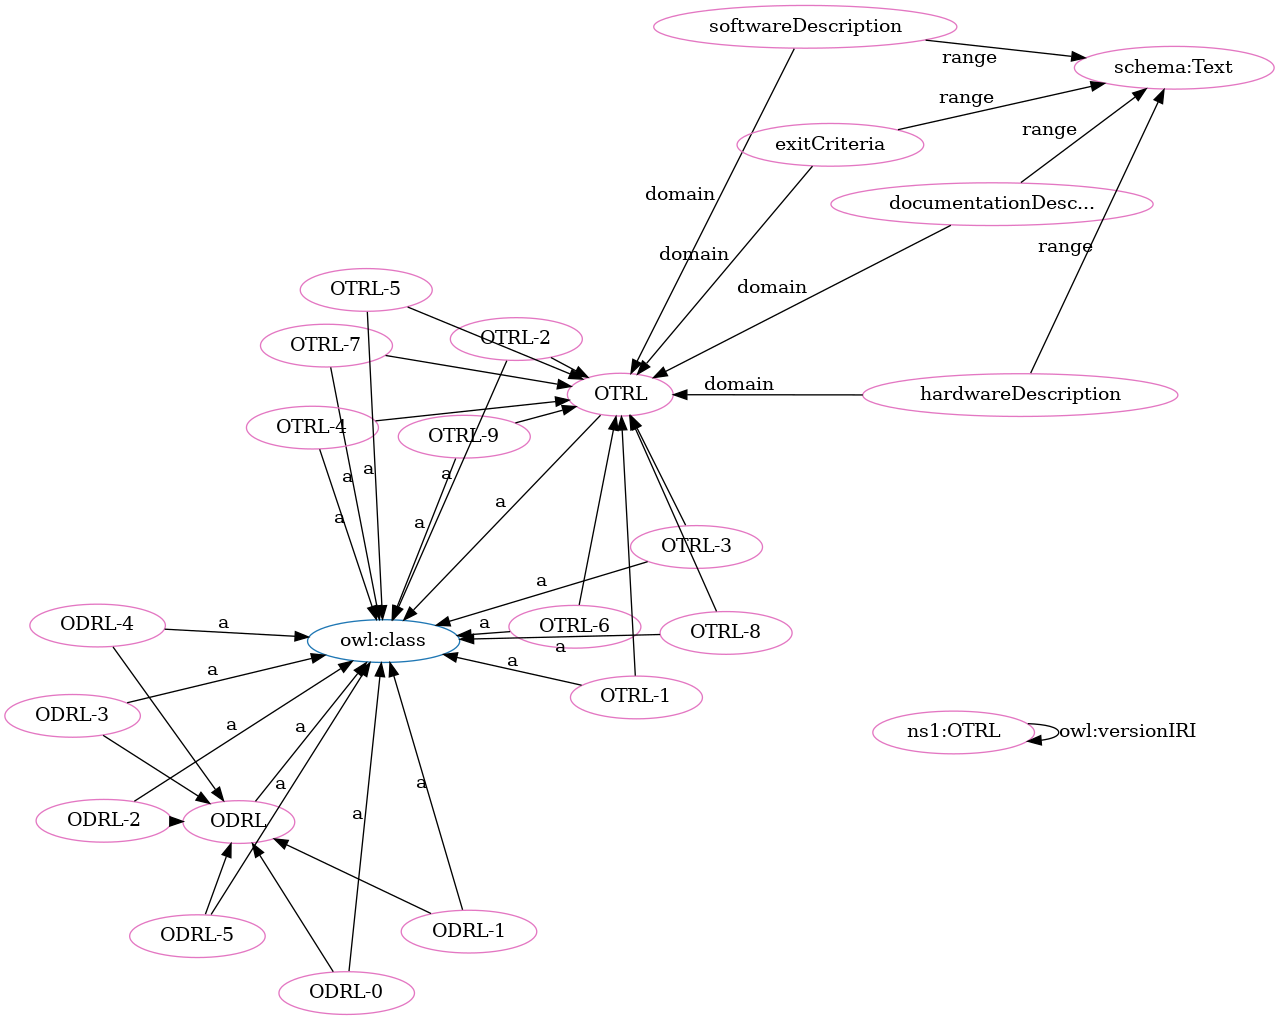 softwareDescription
range
schema:Text
range
exitCriteria
range
domain
documentationDesc...
domain
range
domain
OTRL-5
OTRL-2
OTRL-7
domain
OTRL
hardwareDescription
OTRL-4
OTRL-9
a
a
a
a
a
a
OTRL-3
a
ODRL-4
a
owl:class
a
OTRL-6
OTRL-8
a
a
a
OTRL-1
ODRL-3
a
a
ns1:OTRL
owl:versionIRI
a
a
a
ODRL-2
ODRL
ODRL-5
ODRL-1
ODRL-0